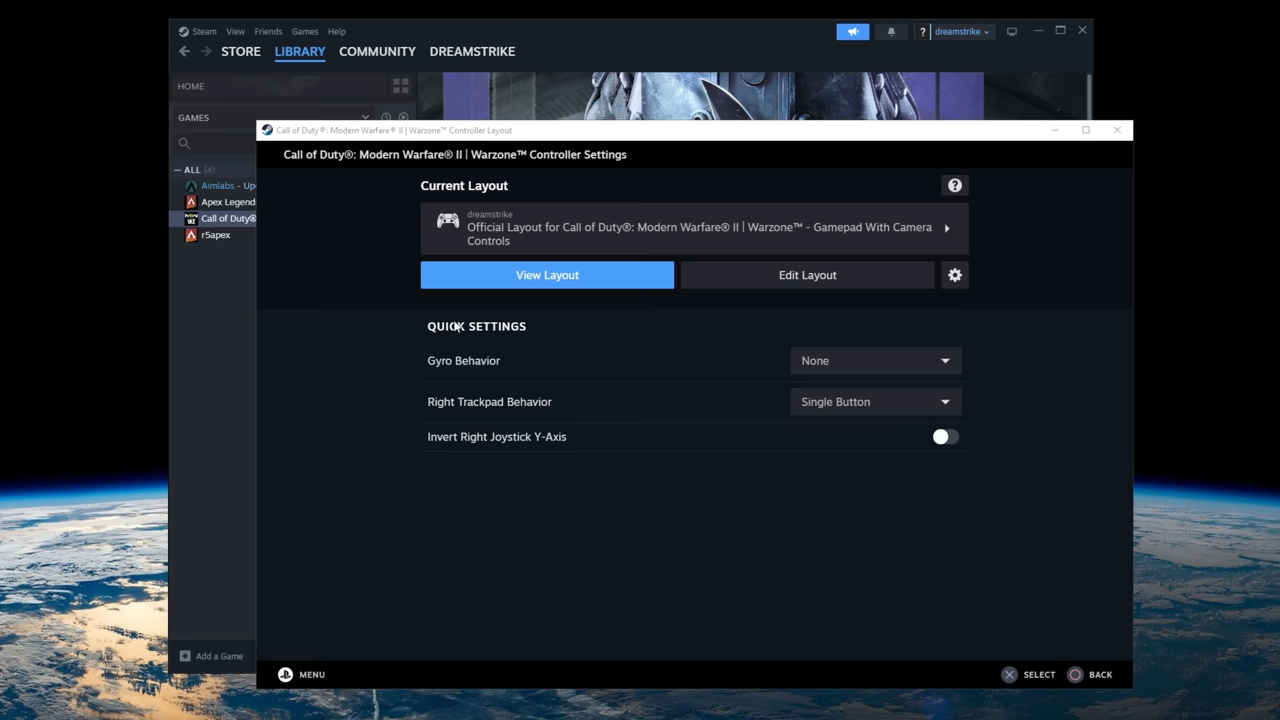 Steam View Friends Games Help
? dreamstrike
STORE LIBRARY COMMUNITY DREAMSTRIKE
HOME
GAMES
Call of Duty®: Modern Warfare® II | Warzone™ Controller Layout
Call of Duty®: Modern Warfare® II | Warzone™ Controller Settings
ALL (4)
Aimlabs - Up
Apex Legend
Call of Duty®
r5apex
Current Layout
?
dreamstrike
Official Layout for Call of Duty®: Modern Warfare® II | Warzone™ - Gamepad With Camera
Controls
View Layout
Edit Layout
QUICK SETTINGS
Gyro Behavior
None
Right Trackpad Behavior
Single Button
Invert Right Joystick Y-Axis
Add a Game
MENU
SELECT
BACK